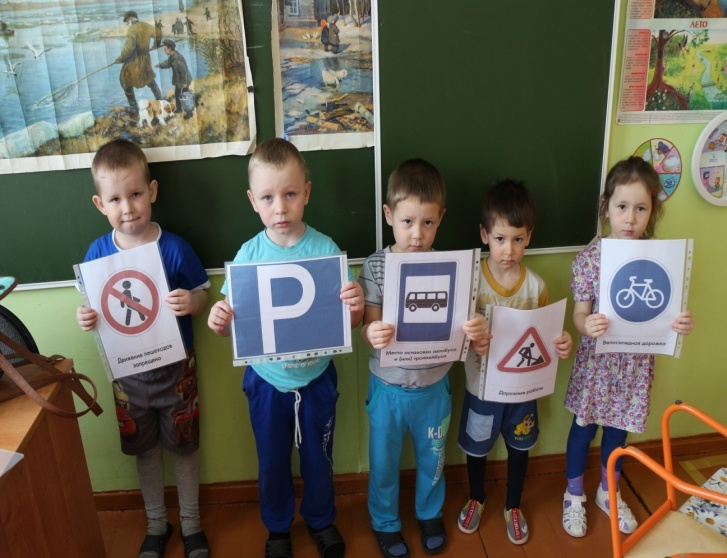 ЛЕТО
Движение пешеходов
запрещено
P
Место остановки автобуса
и (или) троллейбуса
Дорожные работы
Велосипедная дорожка
K-D